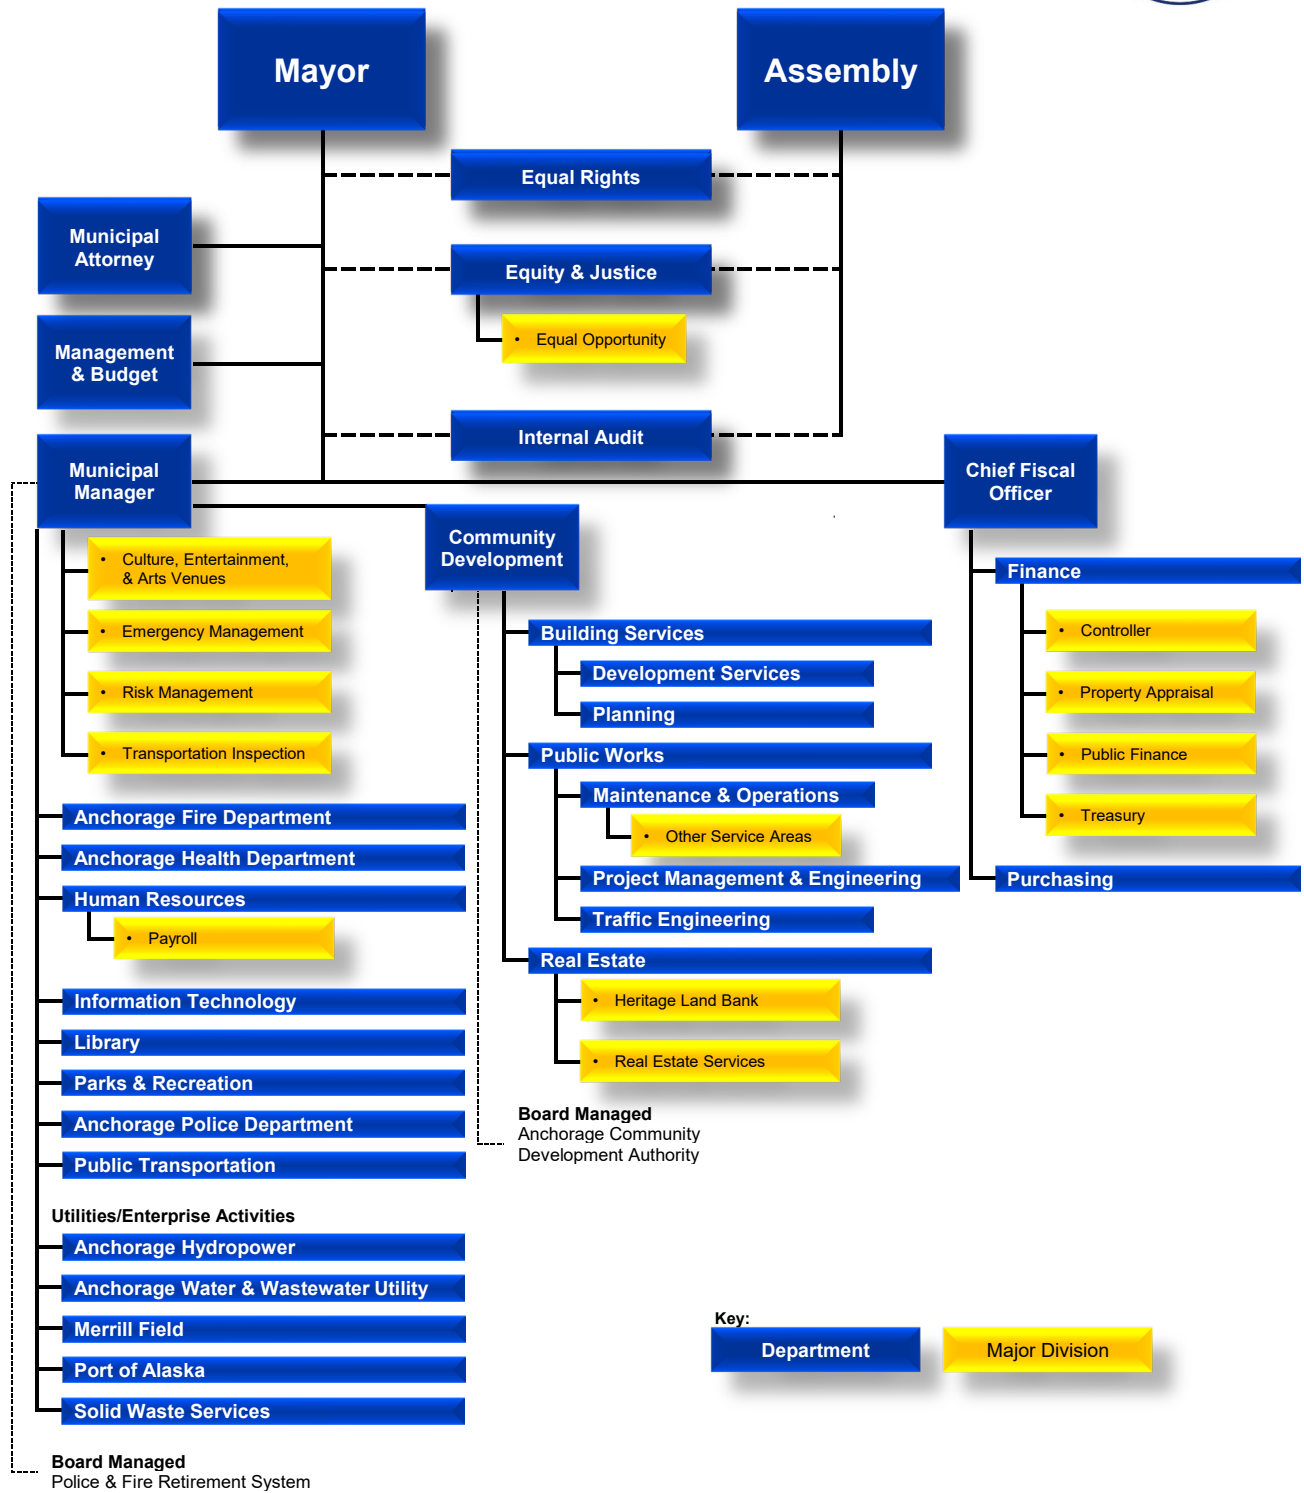 Mayor
Assembly
Equal Rights
Municipal
Attorney
Equity & Justice
• Equal Opportunity
Management
& Budget
Internal Audit
Municipal
Manager
Chief Fiscal
Officer
Community
Development
• Culture, Entertainment,
& Arts Venues
• Emergency Management
• Risk Management
• Transportation Inspection
Anchorage Fire Department
Anchorage Health Department
Human Resources
• Payroll
Information Technology
Library
Parks & Recreation
Anchorage Police Department
Public Transportation
Utilities/Enterprise Activities
Anchorage Hydropower
Anchorage Water & Wastewater Utility
Merrill Field
Port of Alaska
Solid Waste Services
Board Managed
Police & Fire Retirement System
Building Services
Development Services
Planning
Public Works
Maintenance & Operations
• Other Service Areas
Project Management & Engineering
Traffic Engineering
Real Estate
• Heritage Land Bank
• Real Estate Services
Board Managed
Anchorage Community
Development Authority
Finance
• Controller
• Property Appraisal
• Public Finance
• Treasury
Purchasing
Key:
Department
Major Division